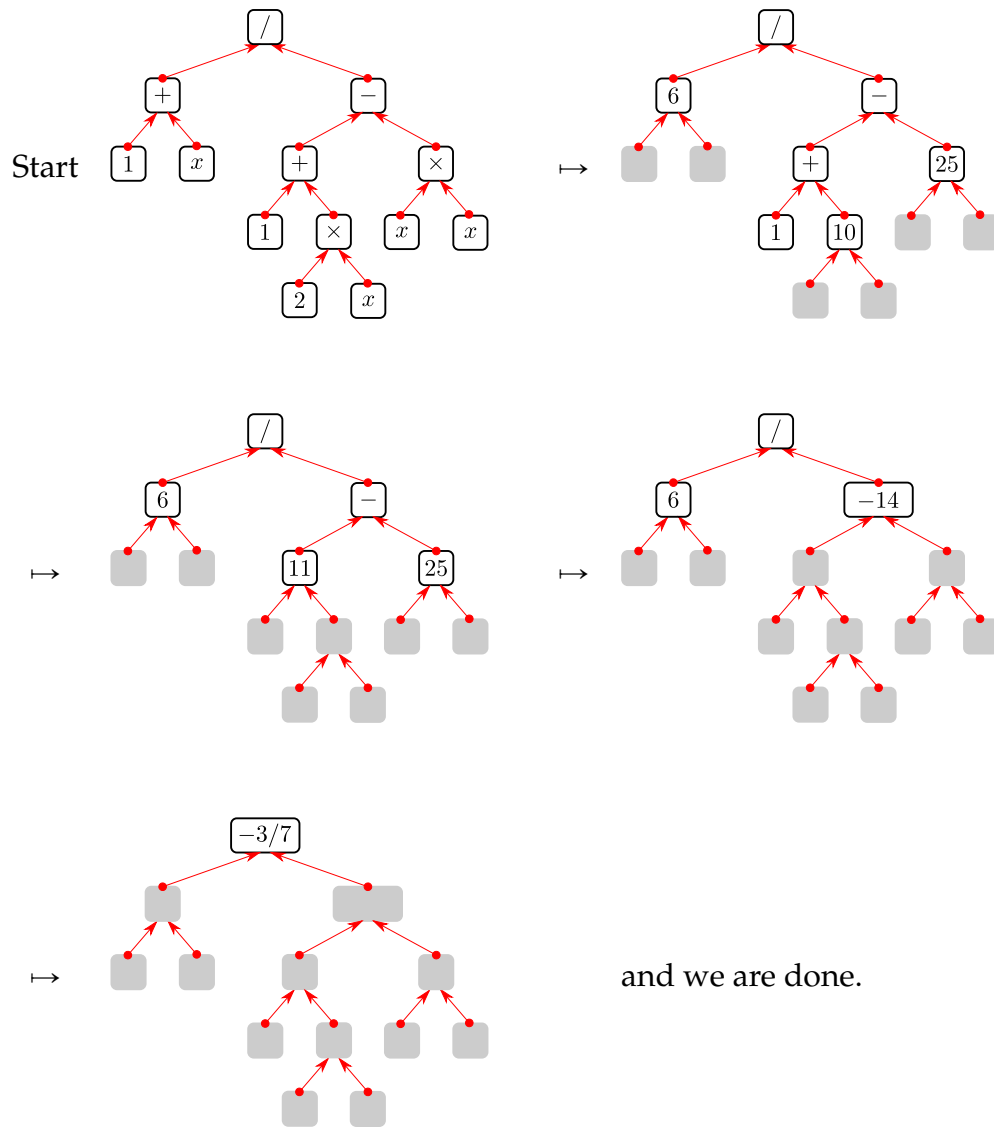 / /
+ − 6 −
Start 1 x + × ↦ + 25
1 × x x 1 10
2 x
/ /
6 − 6 −14
↦ 11 25 ↦
−3/7
↦ and we are done.